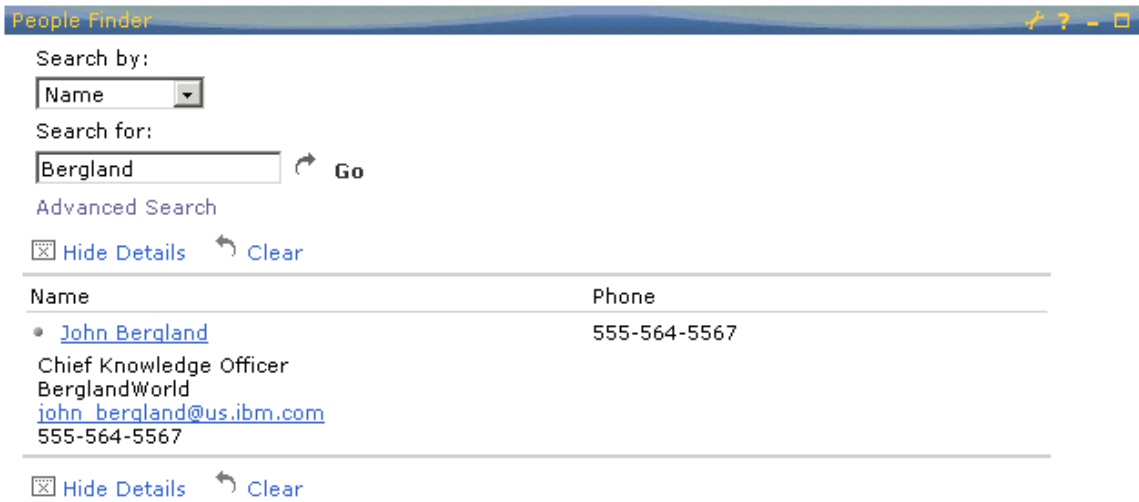 People Finder ?
Search by:
Name
Search for:
Bergland Go
Advanced Search
Hide Details Clear
Name Phone
John Bergland 555-564-5567
Chief Knowledge Officer
BerglandWorld
john_bergland@us.ibm.com
555-564-5567
Hide Details Clear